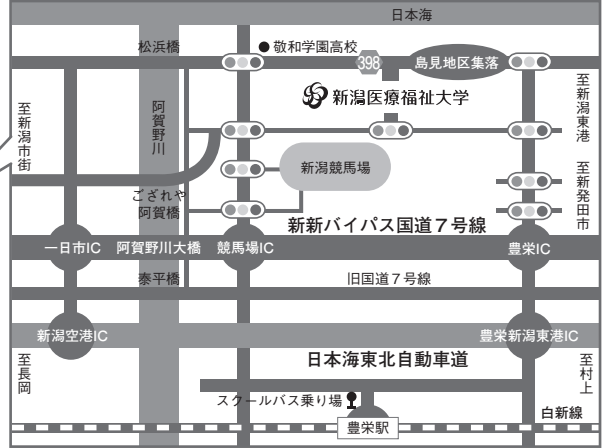 日本海
松浜橋
敬和学園高校
398
島見地区集落
至新潟東港
新潟医療福祉大学
至新潟市街
阿賀野川
新潟競馬場
至新発田市
ござれや
阿賀橋
新新バイパス国道7号線
一日市IC
阿賀野川大橋
競馬場IC
豊栄IC
泰平橋
旧国道7号線
新潟空港IC
豊栄新潟東港IC
至長岡
日本海東北自動車道
至村上
スクールバス乗り場
白新線
豊栄駅